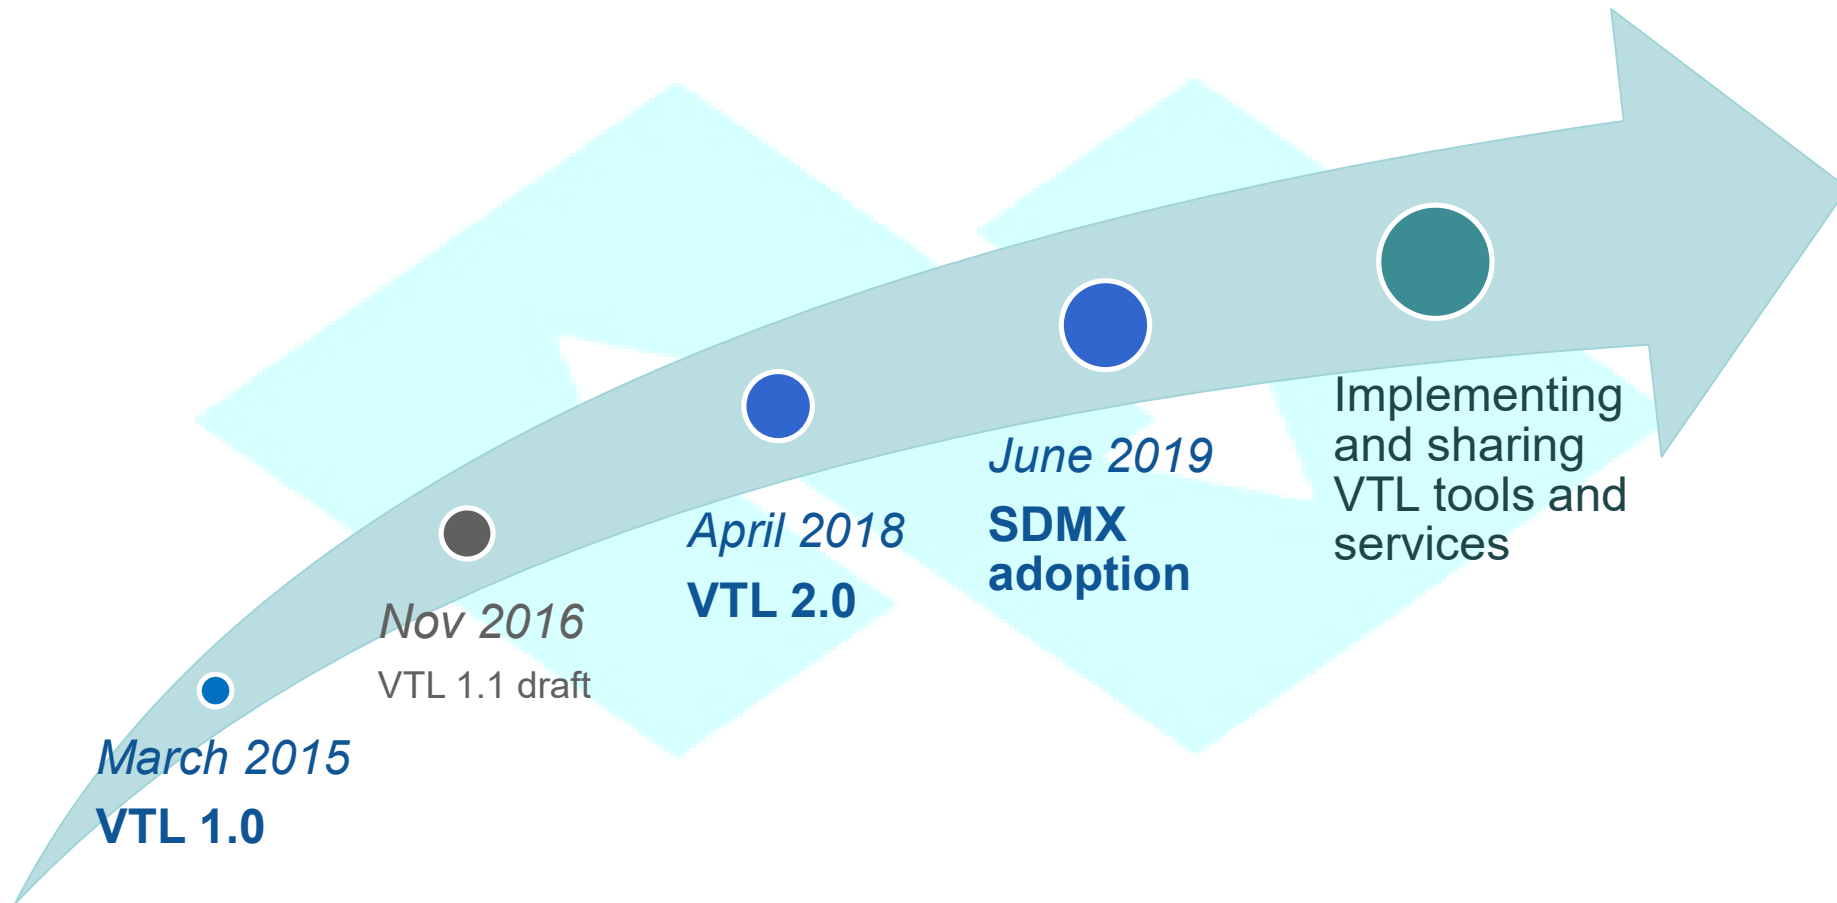 March 2015
VTL 1.0
Nov 2016
VTL 1.1 draft
April 2018
VTL 2.0
June 2019
SDMX
adoption
Implementing
and sharing
VTL tools and
services